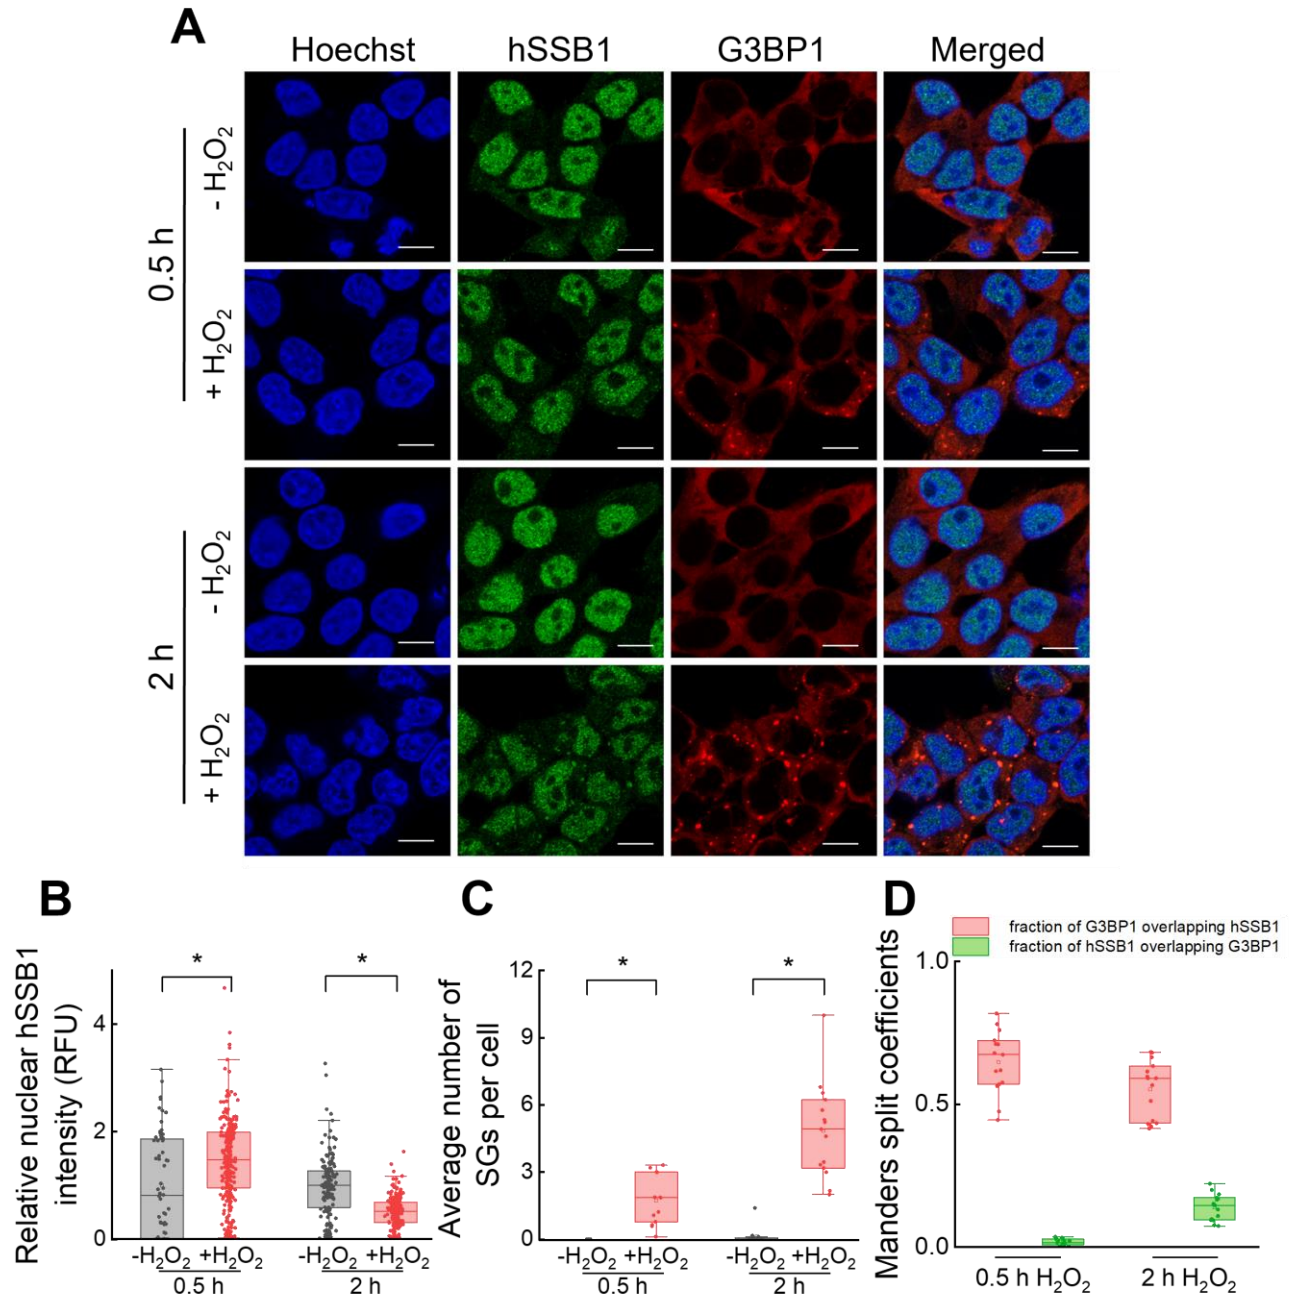 A
Hoechst
hSSB1
G3BP1
Merged
0.5 h
- H₂O₂
+ H₂O₂
2 h
- H₂O₂
+ H₂O₂
B
Relative nuclear hSSB1
intensity (RFU)
4
2
0
*
*
-H₂O₂ +H₂O₂
-H₂O₂ +H₂O₂
0.5 h
2 h
C
Average number of
SGs per cell
12
9
6
3
0
*
*
-H₂O₂ +H₂O₂
-H₂O₂ +H₂O₂
0.5 h
2 h
D
fraction of G3BP1 overlapping hSSB1
fraction of hSSB1 overlapping G3BP1
Manders split coefficients
1.0
0.5
0.0
0.5 h H₂O₂
2 h H₂O₂